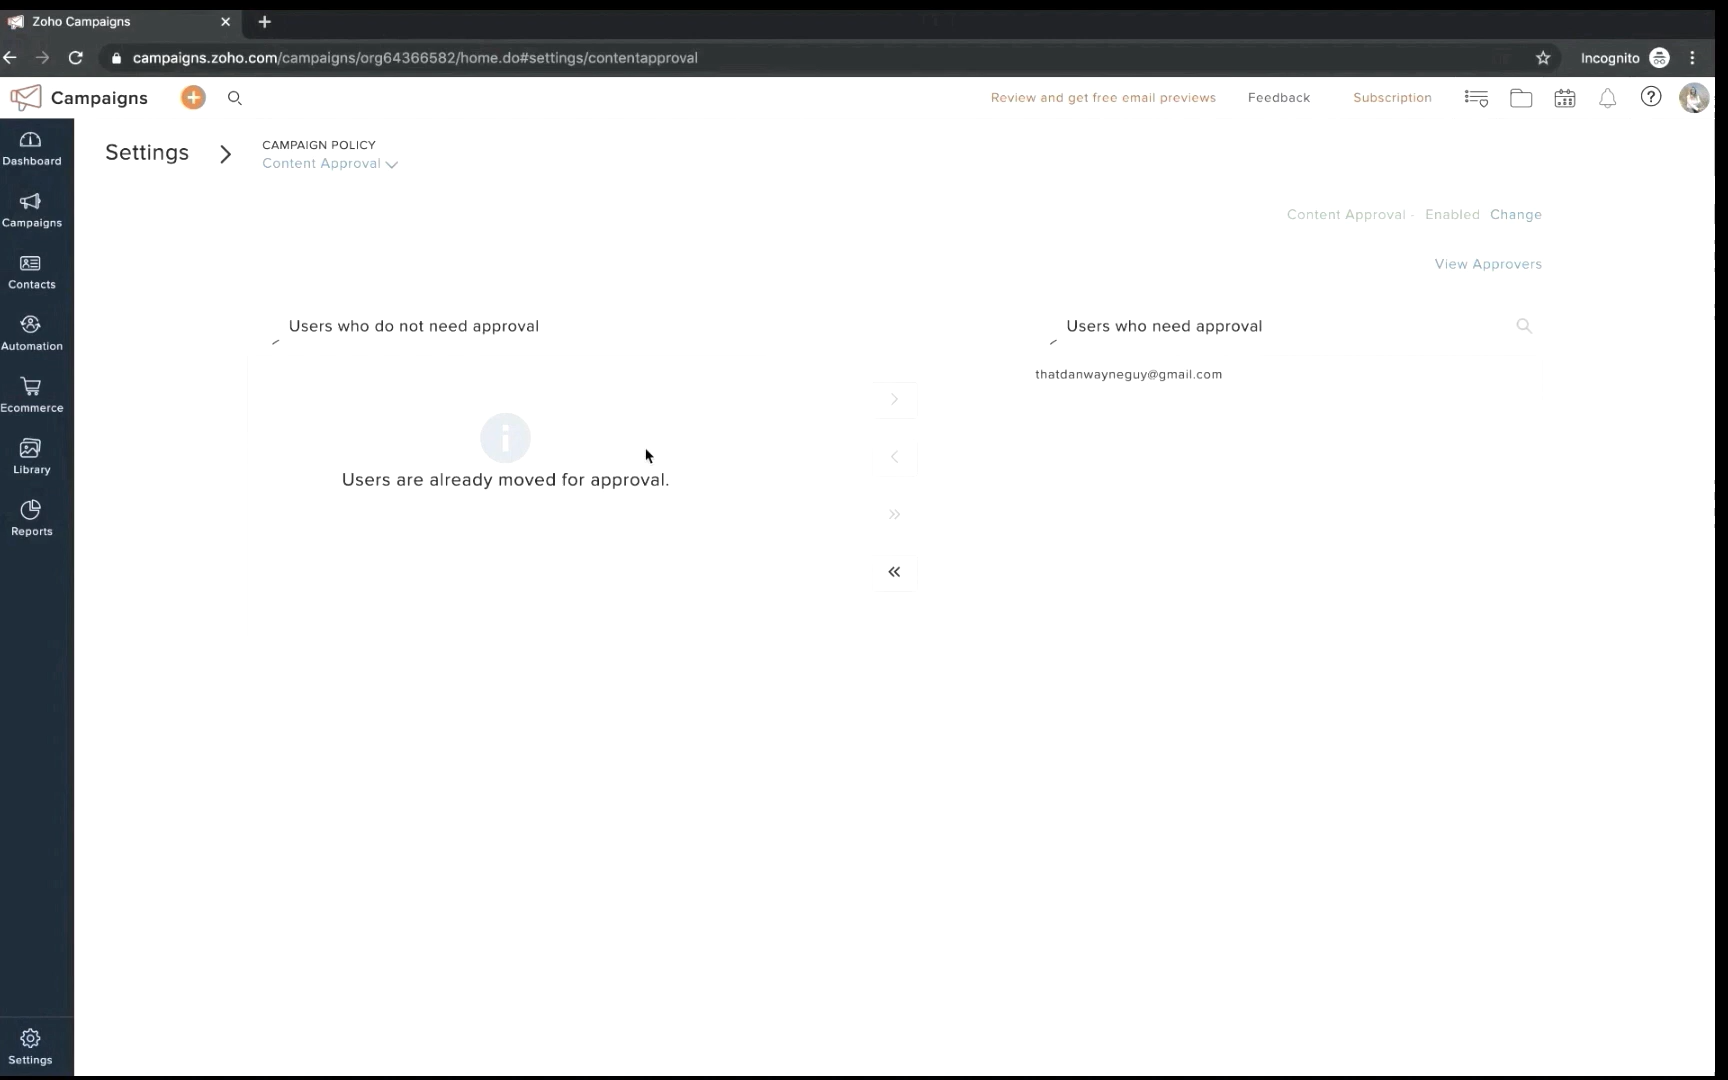 Zoho Campaigns
campaigns.zoho.com/campaigns/org64366582/home.do#settings/contentapproval
Incognito
Campaigns
Review and get free email previews
Feedback
Subscription
Dashboard
Campaigns
Contacts
Automation
Ecommerce
Library
Reports
Settings
Settings
CAMPAIGN POLICY
Content Approval
Content Approval - Enabled Change
View Approvers
Users who do not need approval
Users are already moved for approval.
Users who need approval
thatdanwayneguy@gmail.com